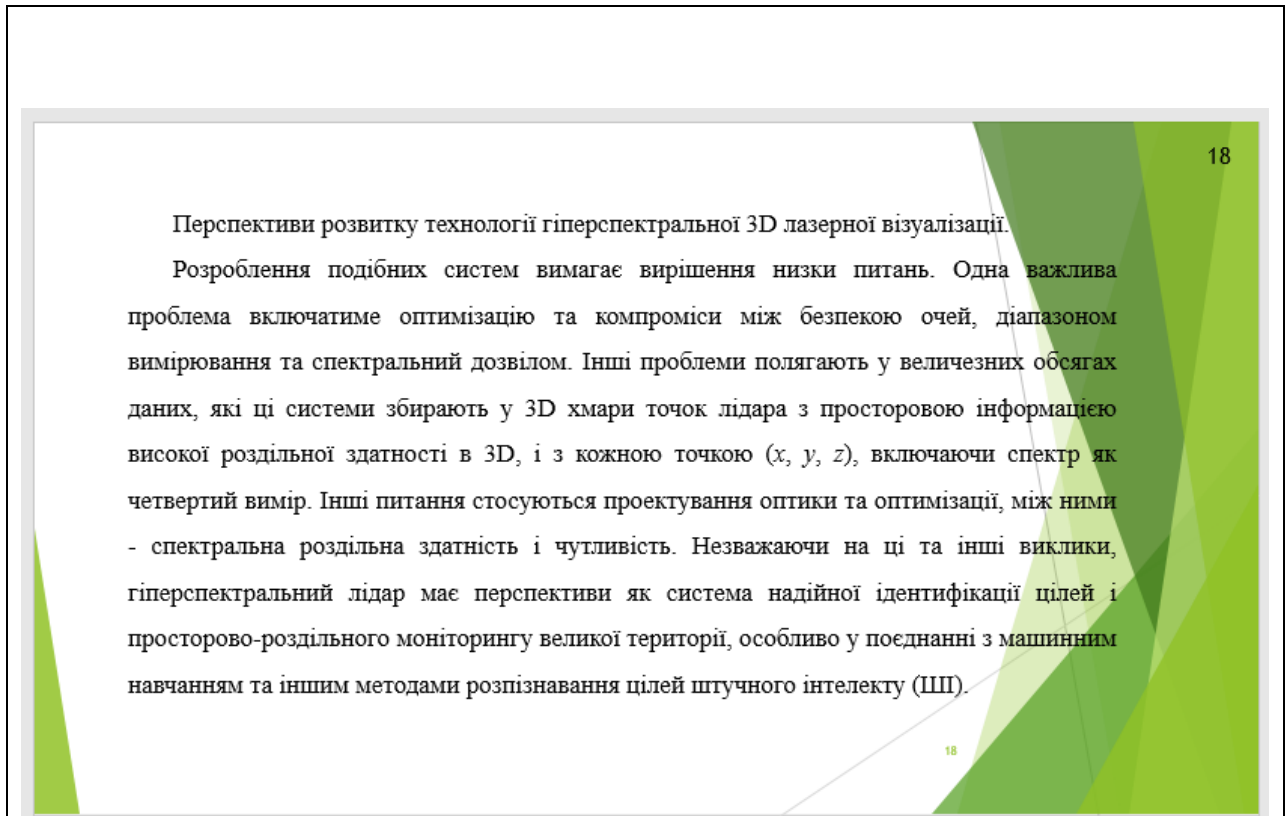 18
Перспективи розвитку технології гіперспектральної 3D лазерної візуалізації.
Розроблення подібних систем вимагає вирішення низки питань. Одна важлива
проблема включатиме оптимізацію та компроміси між безпекою очей, діапазоном
вимірювання та спектральний дозвілом. Інші проблеми полягають у величезних обсягах
даних, які ці системи збирають у 3D хмари точок лідара з просторовою інформацією
високої роздільної здатності в 3D, і з кожною точкою (x, y, z), включаючи спектр як
четвертий вимір. Інші питання стосуються проектування оптики та оптимізації, між ними
- спектральна роздільна здатність і чутливість. Незважаючи на ці та інші виклики,
гіперспектральний лідар має перспективи як система надійної ідентифікації цілей і
просторово-роздільного моніторингу великої території, особливо у поєднанні з машинним
навчанням та іншим методами розпізнавання цілей штучного інтелекту (ШІ).
18